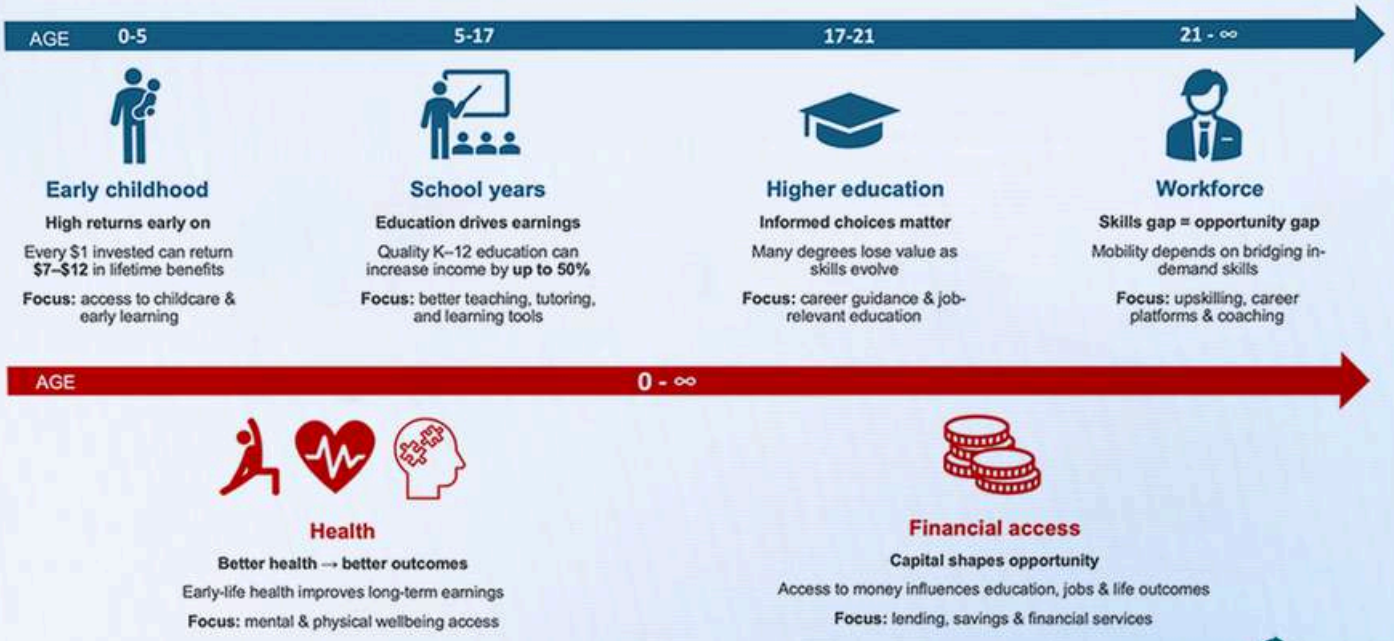 AGE 0-5 5-17 17-21 21 - ∞
Early childhood
High returns early on
Every $1 invested can return
$7–$12 in lifetime benefits
Focus: access to childcare &
early learning
School years
Education drives earnings
Quality K–12 education can
increase income by up to 50%
Focus: better teaching, tutoring,
and learning tools
Higher education
Informed choices matter
Many degrees lose value as
skills evolve
Focus: career guidance & job-
relevant education
Workforce
Skills gap = opportunity gap
Mobility depends on bridging in-
demand skills
Focus: upskilling, career
platforms & coaching
AGE 0 - ∞
Health
Better health → better outcomes
Early-life health improves long-term earnings
Focus: mental & physical wellbeing access
Financial access
Capital shapes opportunity
Access to money influences education, jobs & life outcomes
Focus: lending, savings & financial services